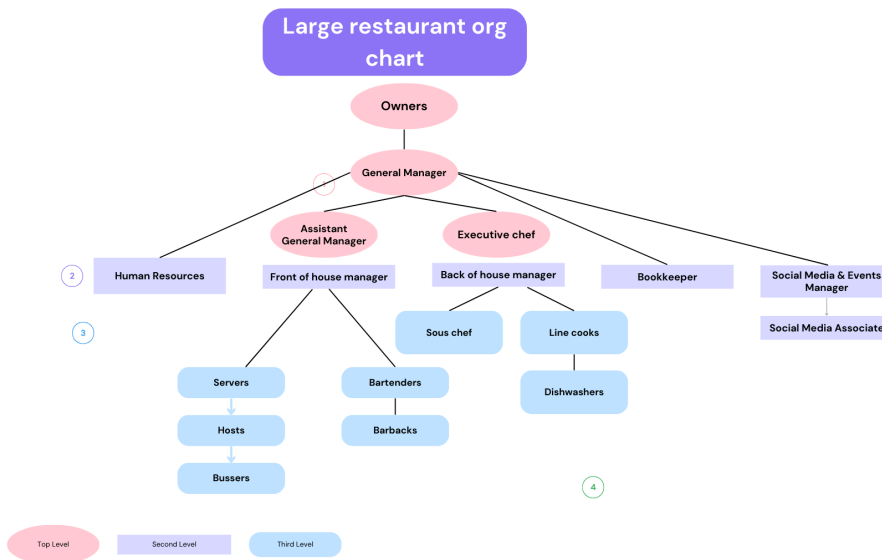 Large restaurant org
chart
Owners
General Manager
1
Assistant
General Manager
Executive chef
2
Human Resources
Front of house manager
Back of house manager
Bookkeeper
Social Media & Events
Manager
3
Sous chef
Line cooks
Social Media Associate
Servers
Bartenders
Dishwashers
Hosts
Barbacks
Bussers
4
Top Level
Second Level
Third Level